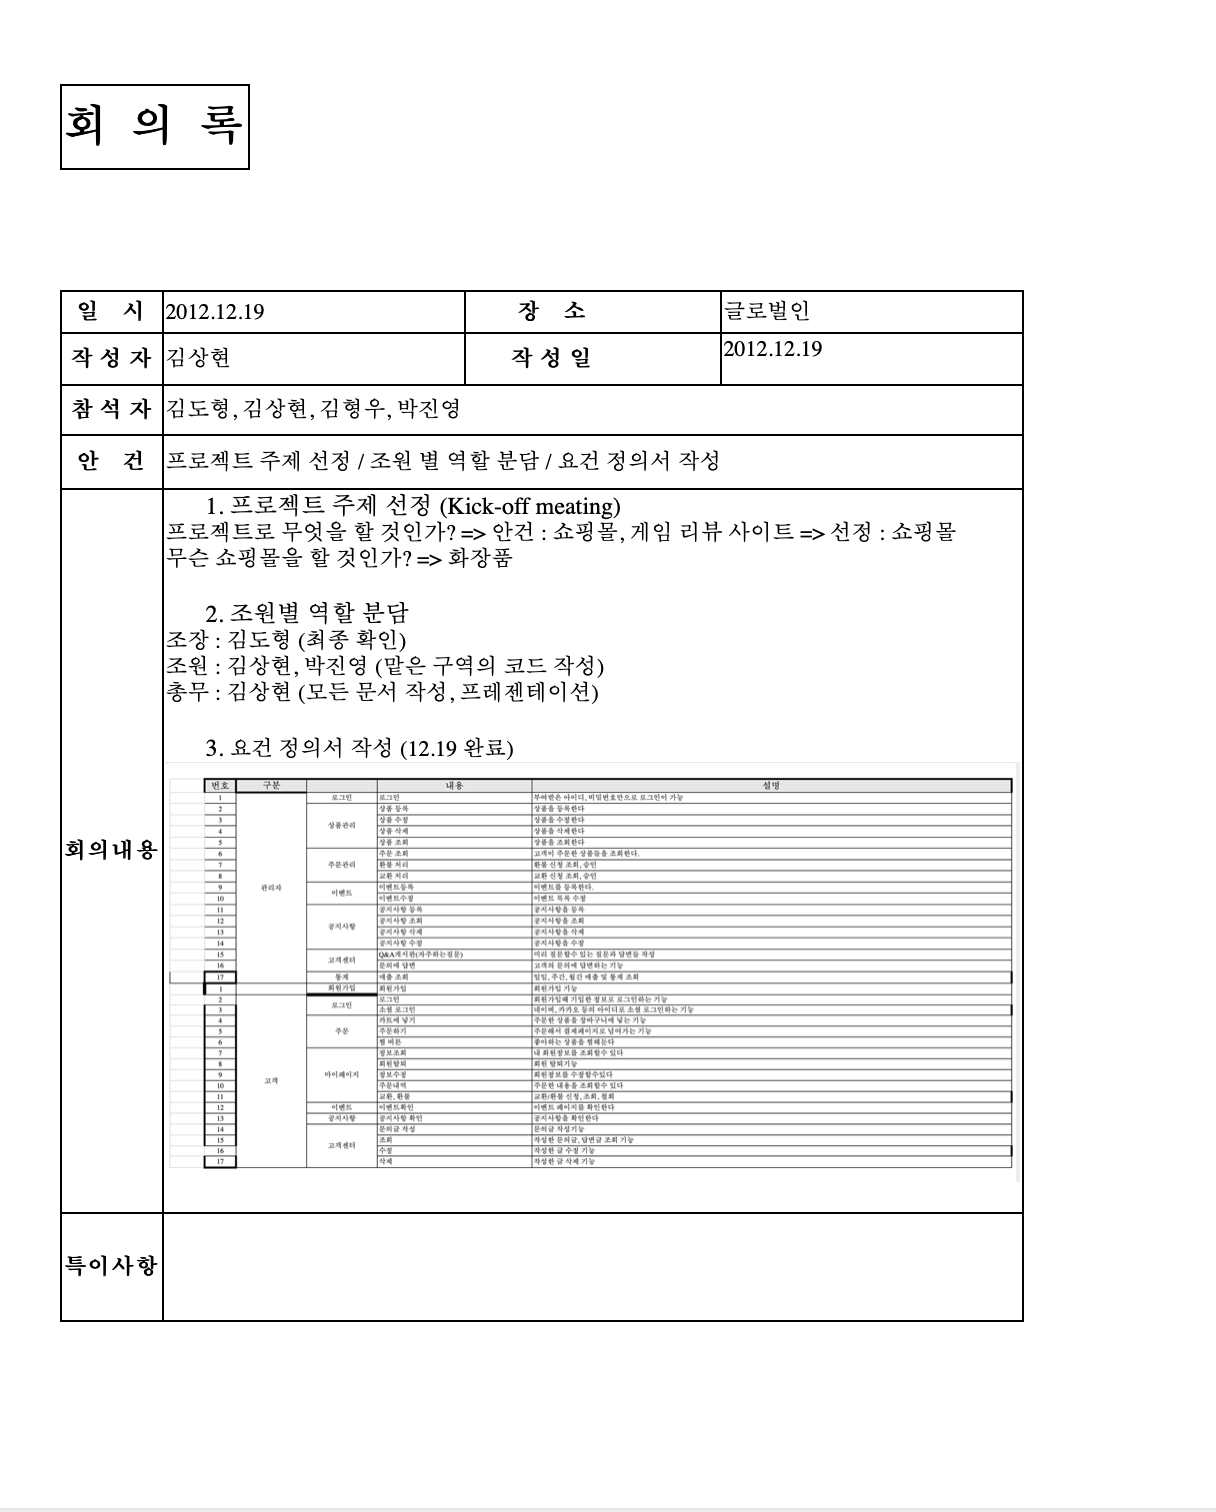 회 의 록
일 시 2012.12.19 장 소 글로벌인
작 성 자 김상현 작 성 일 2012.12.19
참 석 자 김도형, 김상현, 김형우, 박진영
안 건 프로젝트 주제 선정 / 조원 별 역할 분담 / 요건 정의서 작성
회의내용
1. 프로젝트 주제 선정 (Kick-off meating)
프로젝트로 무엇을 할 것인가? => 안건 : 쇼핑몰, 게임 리뷰 사이트 => 선정 : 쇼핑몰
무슨 쇼핑몰을 할 것인가? => 화장품
2. 조원별 역할 분담
조장 : 김도형 (최종 확인)
조원 : 김상현, 박진영 (맡은 구역의 코드 작성)
총무 : 김상현 (모든 문서 작성, 프레젠테이션)
3. 요건 정의서 작성 (12.19 완료)
번호 구분 내용 설명
1 관리자 로그인 로그인 부여받은 아이디, 비밀번호만으로 로그인이 가능
2 상품관리 상품 등록 상품을 등록한다
3 상품 수정 상품을 수정한다
4 상품 삭제 상품을 삭제한다
5 상품 조회 상품을 조회한다
6 주문관리 주문 조회 고객이 주문한 상품들을 조회한다.
7 환불 처리 환불 신청 조회, 승인
8 교환 처리 교환 신청 조회, 승인
9 이벤트 이벤트등록 이벤트를 등록한다.
10 이벤트수정 이벤트 목록 수정
11 공지사항 공지사항 등록 공지사항을 등록
12 공지사항 조회 공지사항을 조회
13 공지사항 삭제 공지사항을 삭제
14 공지사항 수정 공지사항을 수정
15 고객센터 Q&A게시판(자주하는질문) 미리 질문할수 있는 질문과 답변들 작성
16 문의에 답변 고객의 문의에 답변하는 기능
17 통계 매출 조회 일일, 주간, 월간 매출 및 통계 조회
1 고객 회원가입 회원가입 회원가입 기능
2 로그인 로그인 회원가입때 기입한 정보로 로그인하는 기능
3 소셜 로그인 네이버, 카카오 등의 아이디로 소셜 로그인하는 기능
4 주문 카트에 넣기 주문한 상품을 장바구니에 넣는 기능
5 주문하기 주문해서 결제페이지로 넘어가는 기능
6 찜 버튼 좋아하는 상품을 찜해둔다
7 마이페이지 정보조회 내 회원정보를 조회할수 있다
8 회원탈퇴 회원 탈퇴기능
9 정보수정 회원정보를 수정할수있다
10 주문내역 주문한 내용을 조회할수 있다
11 교환, 환불 교환/환불 신청, 조회, 철회
12 이벤트 이벤트확인 이벤트 페이지를 확인한다
13 공지사항 공지사항 확인 공지사항을 확인한다
14 고객센터 문의글 작성 문의글 작성기능
15 조회 작성한 문의글, 답변글 조회 기능
16 수정 작성한 글 수정 기능
17 삭제 작성한 글 삭제 기능
특이사항